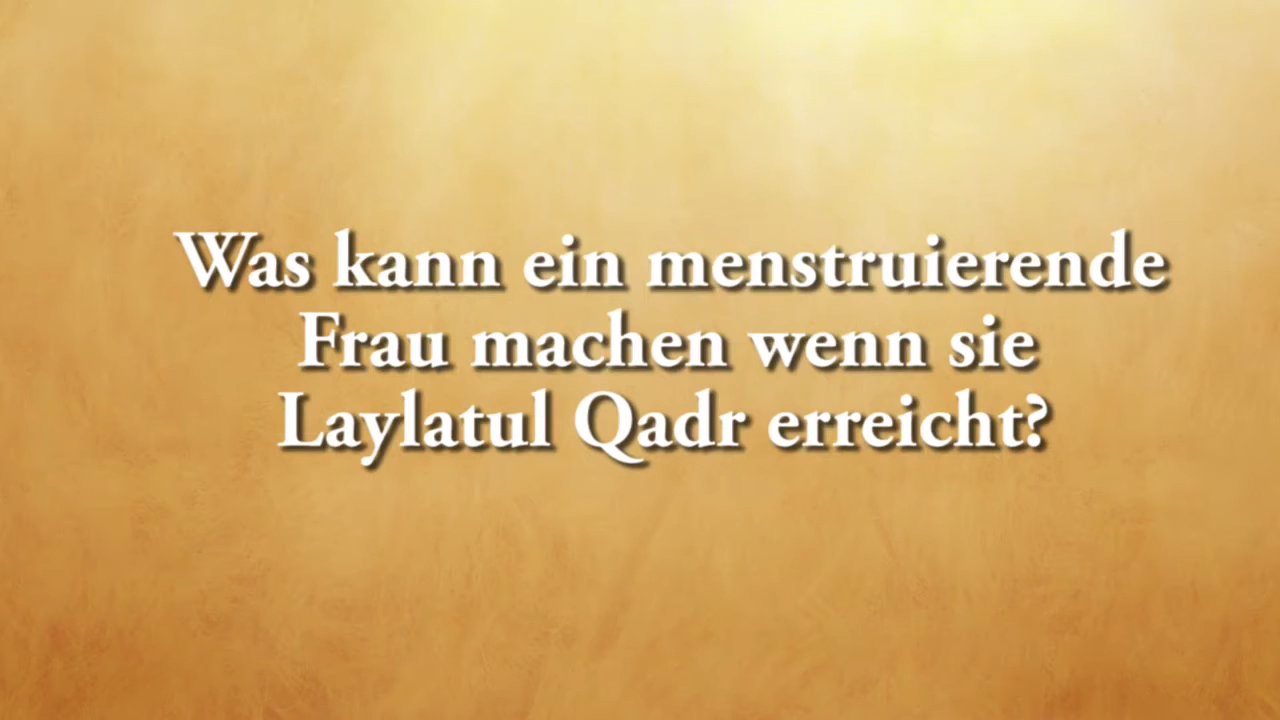 Was kann ein menstruierende
Frau machen wenn sie
Laylatul Qadr erreicht?